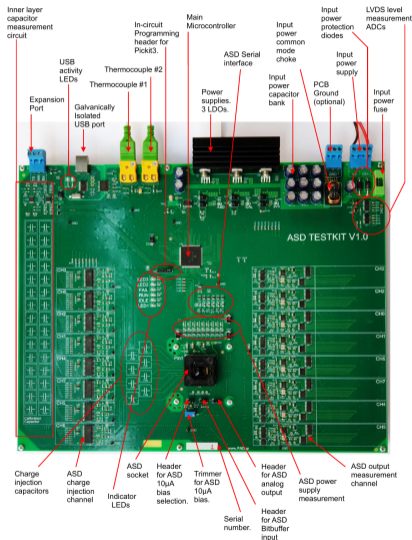 Inner layer
capacitor
measurement
circuit
USB
activity
LEDs
In-circuit
Programming
header for
Pickit3.
Main
Microcontroller
ASD Serial
interface
Input
power
common
mode
choke
Input
power
protection
diodes
LVDS level
measurement
ADCs
Expansion
Port
Galvanically
Isolated
USB port
Thermocouple #1
Thermocouple #2
Power
supplies.
3 LDOs.
Input
power
capacitor
bank
PCB
Ground
(optional)
Input
power
supply
Input
power
fuse
ASD TESTKIT V1.0
LED2
LED1
FAIL
RUN
IDLE
Charge
injection
capacitors
ASD
charge
injection
channel
Indicator
LEDs
ASD
socket
Header
for ASD
10µA
bias
selection.
Trimmer
for ASD
10µA
bias.
Serial
number.
Header
for ASD
analog
output
Header
for ASD
Bitbuffer
input
ASD power
supply
measurement
ASD output
measurement
channel